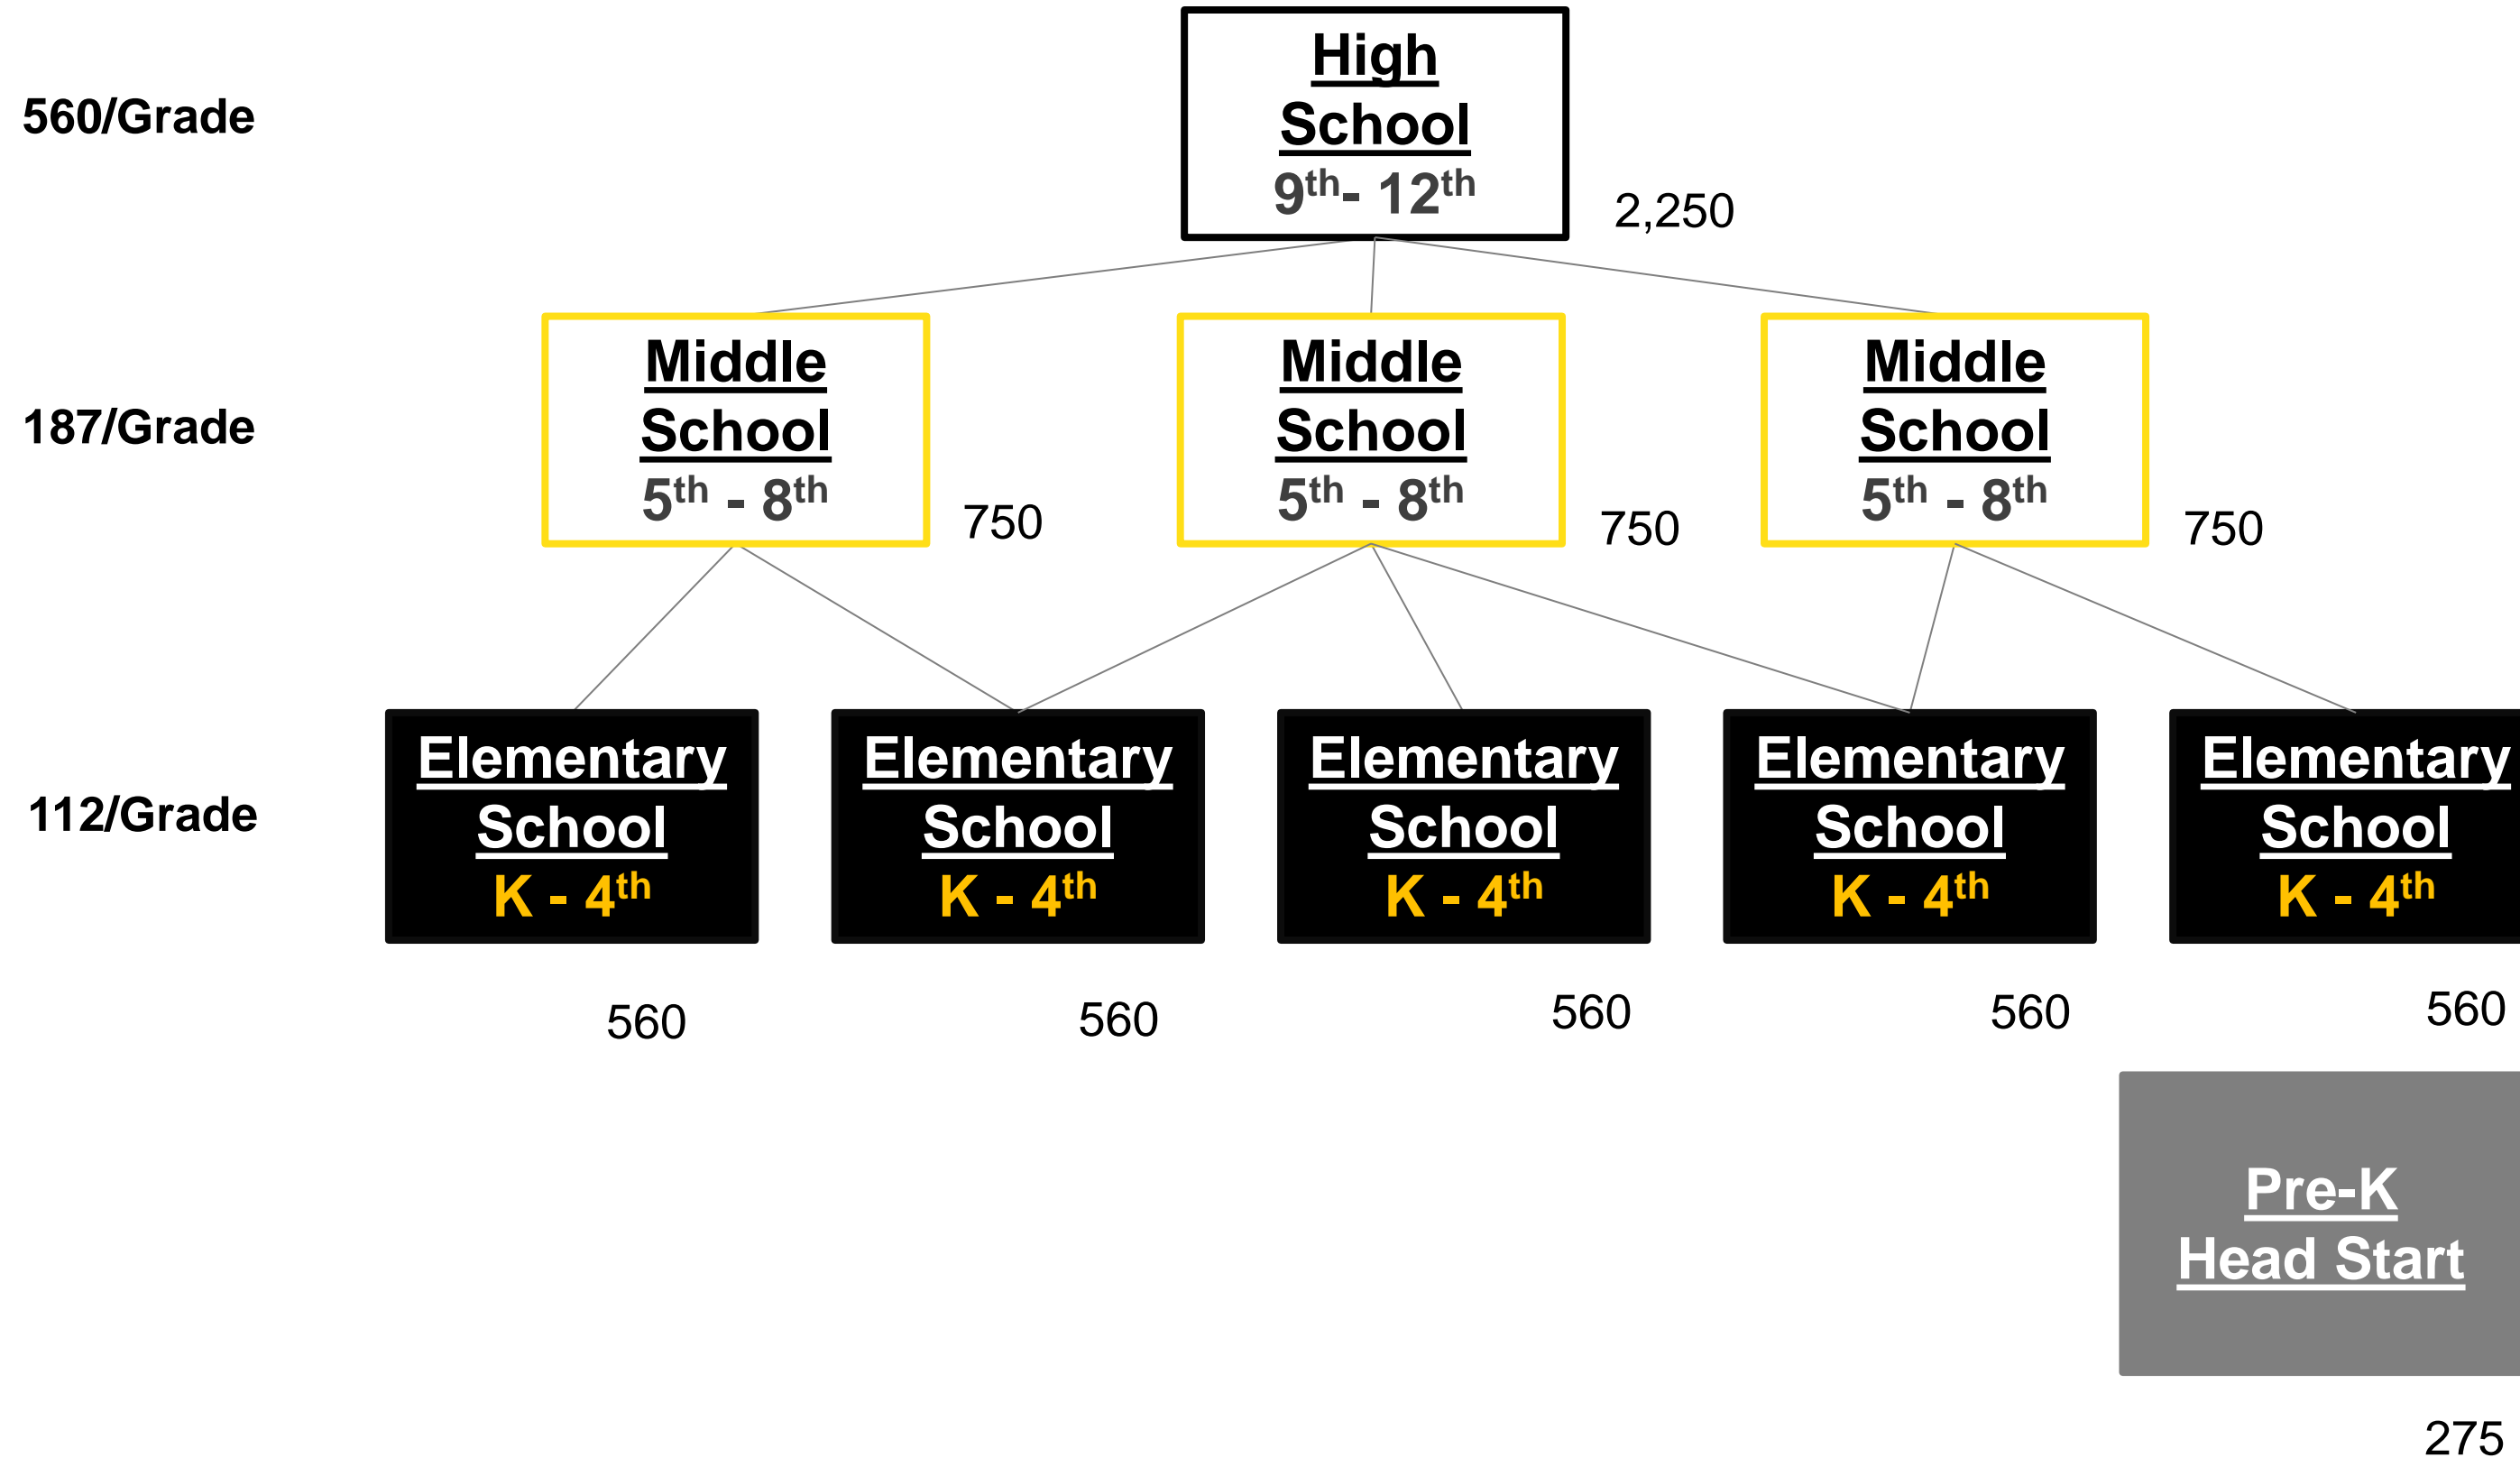 560/Grade
High
School
9th- 12th
2,250
187/Grade
Middle
School
5th - 8th
750
Middle
School
5th - 8th
750
Middle
School
5th - 8th
750
112/Grade
Elementary
School
K - 4th
560
Elementary
School
K - 4th
560
Elementary
School
K - 4th
560
Elementary
School
K - 4th
560
Elementary
School
K - 4th
560
Pre-K
Head Start
275